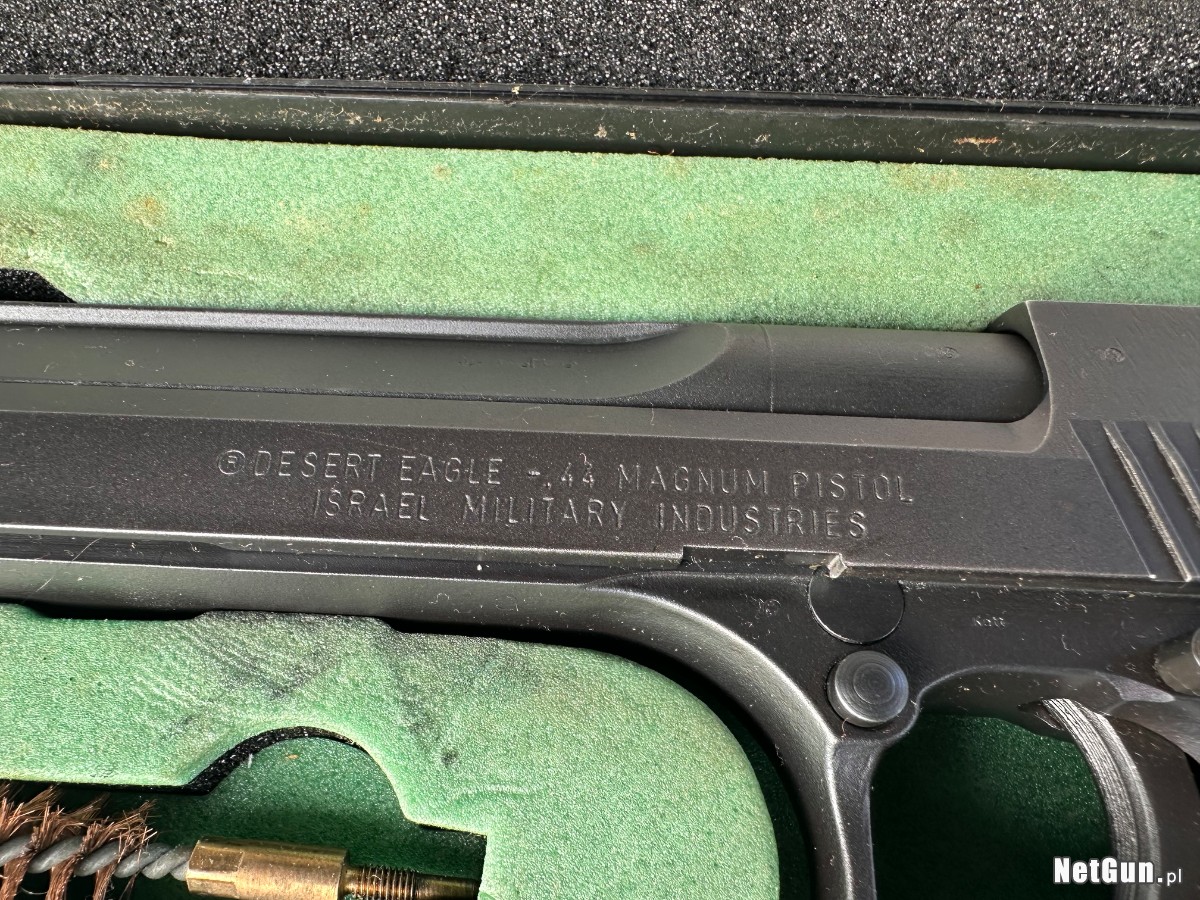 ®DESERT EAGLE -.44 MAGNUM PISTOL
ISRAEL MILITARY INDUSTRIES
NetGun.pl